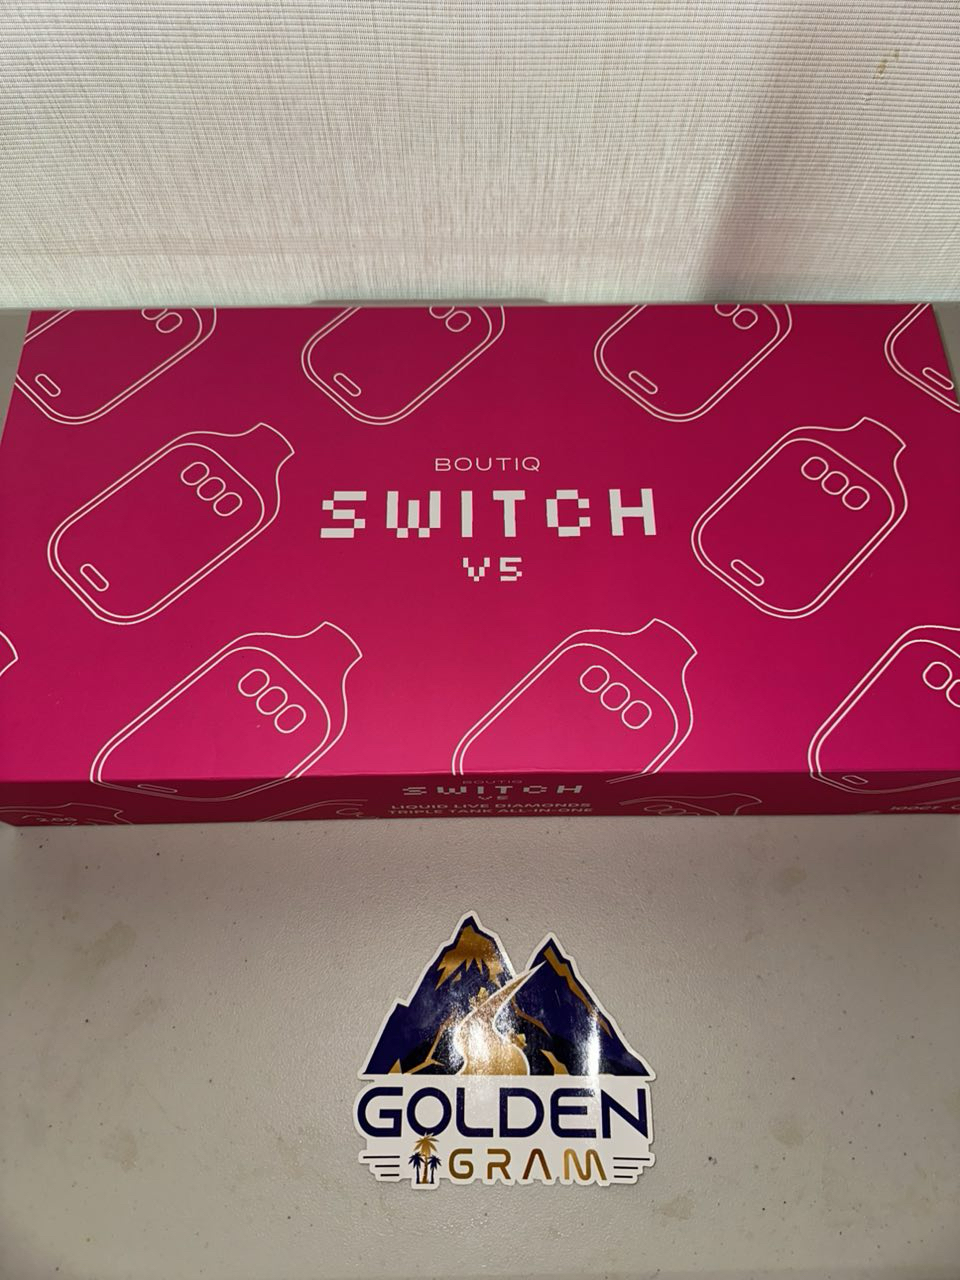 BOUTIQ
SWITCH
V5
BOUTIQ
SWITCH
V5
LIQUID LIVE DIAMONDS
TRIPLE TANK ALL-IN-ONE
GOLDEN
GRAM